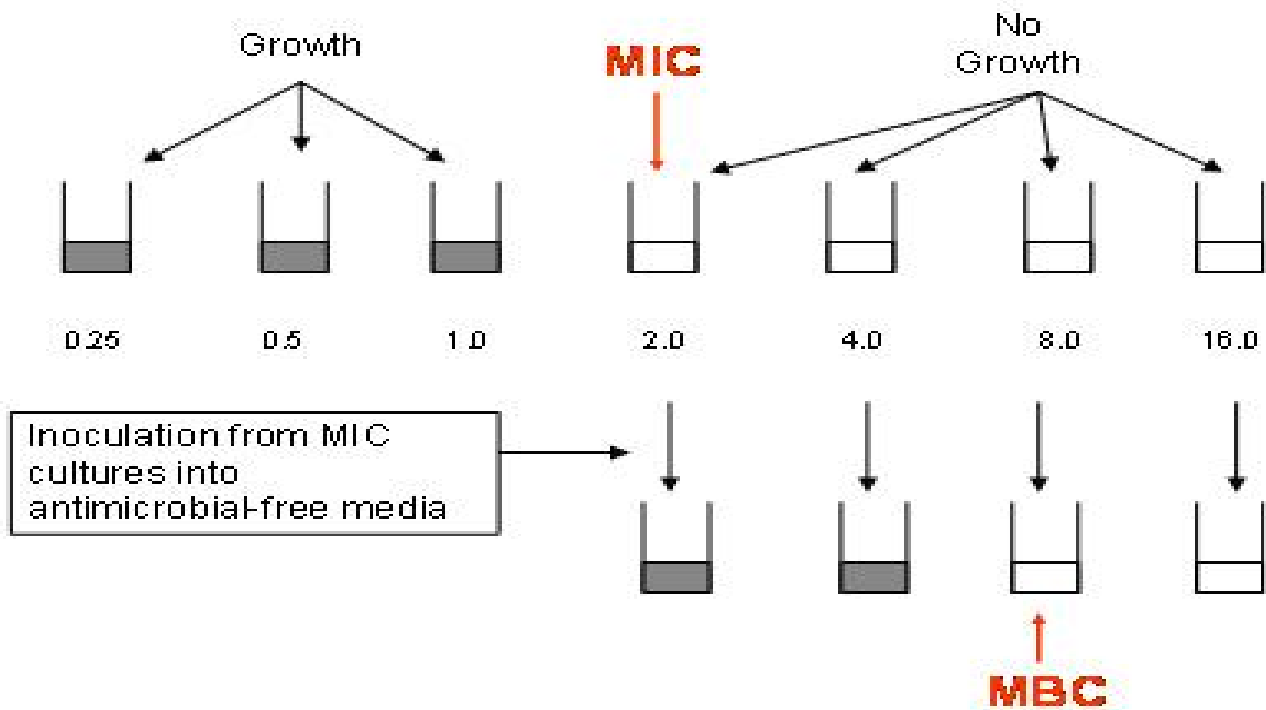 Growth
MIC
No
Growth
0.25 0.5 1.0 2.0 4.0 8.0 16.0
Inoculation from MIC
cultures into
antimicrobial-free media
MBC